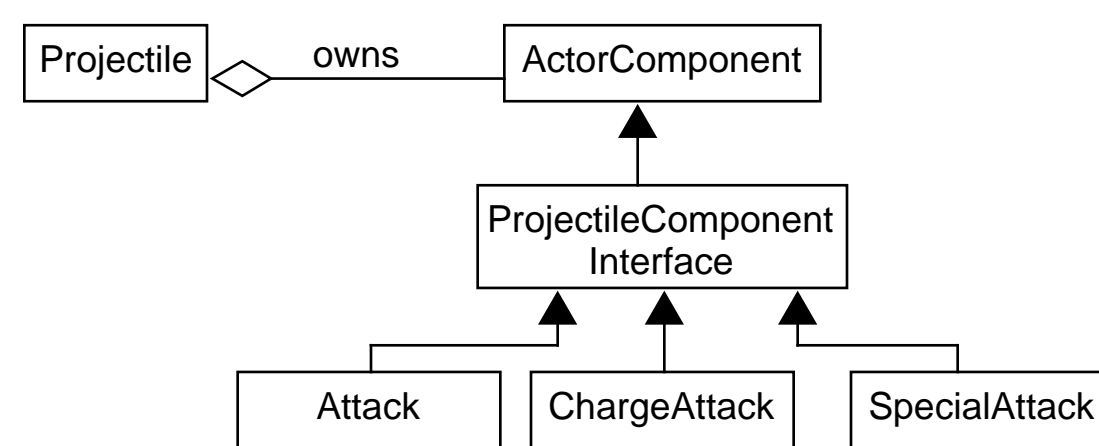 Projectile
owns
ActorComponent
ProjectileComponent
Interface
Attack
ChargeAttack
SpecialAttack